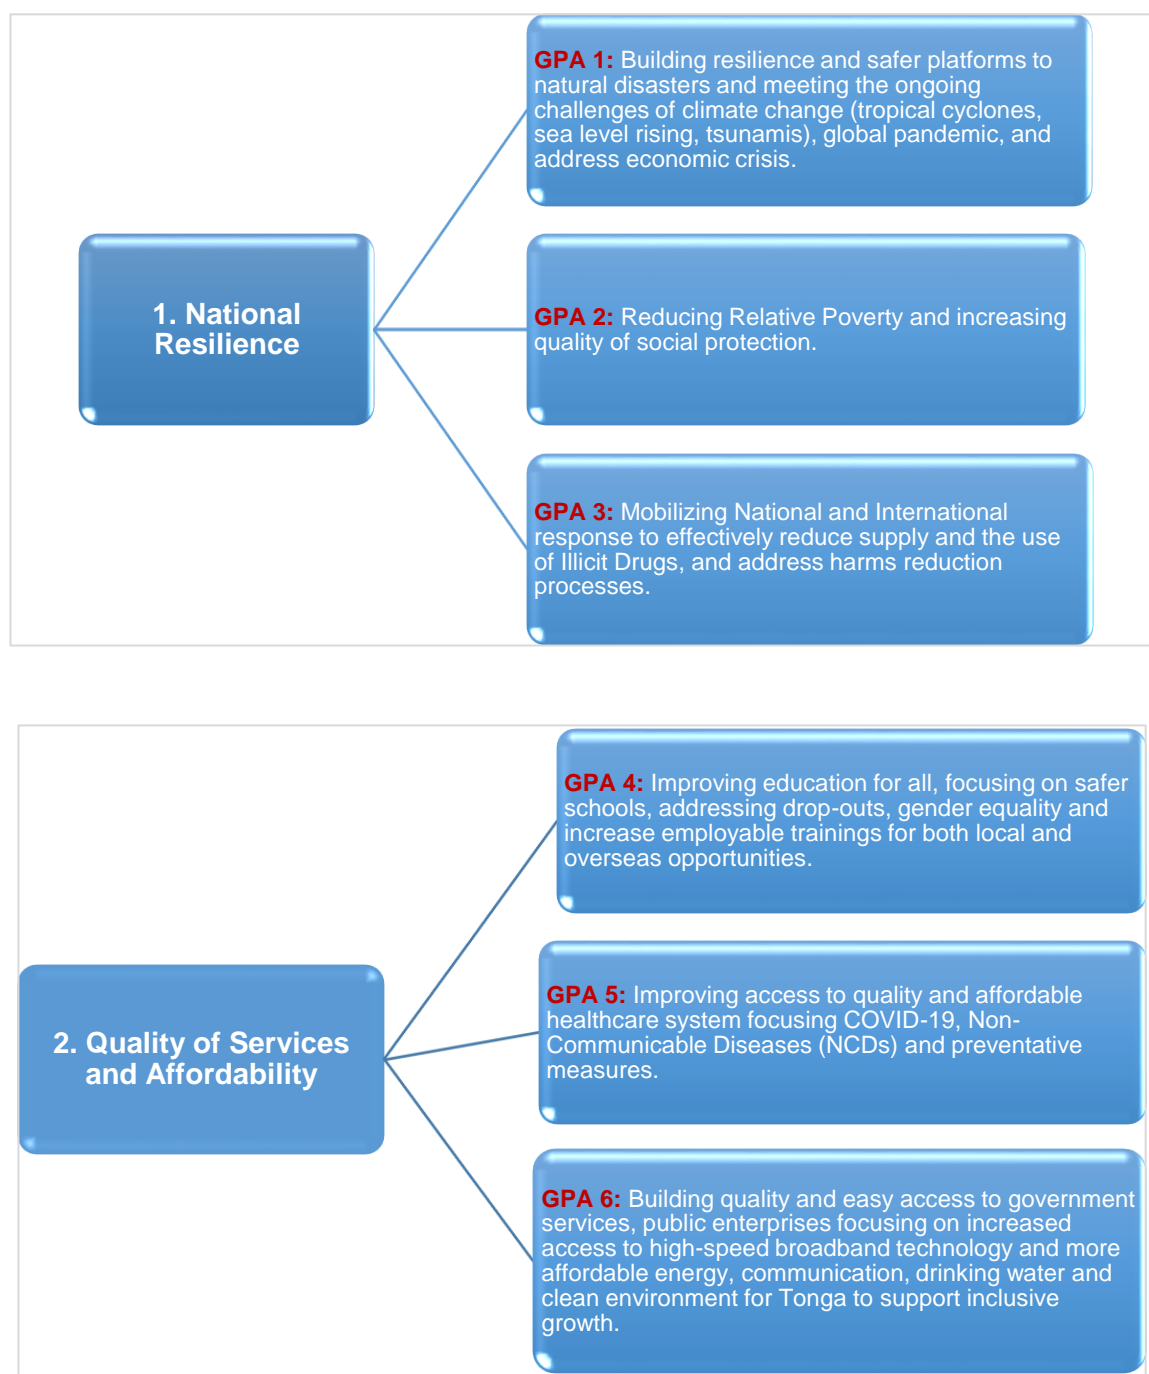 GPA 1: Building resilience and safer platforms to
natural disasters and meeting the ongoing
challenges of climate change (tropical cyclones,
sea level rising, tsunamis), global pandemic, and
address economic crisis.
1. National
Resilience
GPA 2: Reducing Relative Poverty and increasing
quality of social protection.
GPA 3: Mobilizing National and International
response to effectively reduce supply and the use
of Illicit Drugs, and address harms reduction
processes.
GPA 4: Improving education for all, focusing on safer
schools, addressing drop-outs, gender equality and
increase employable trainings for both local and
overseas opportunities.
2. Quality of Services
and Affordability
GPA 5: Improving access to quality and affordable
healthcare system focusing COVID-19, Non-
Communicable Diseases (NCDs) and preventative
measures.
GPA 6: Building quality and easy access to government
services, public enterprises focusing on increased
access to high-speed broadband technology and more
affordable energy, communication, drinking water and
clean environment for Tonga to support inclusive
growth.